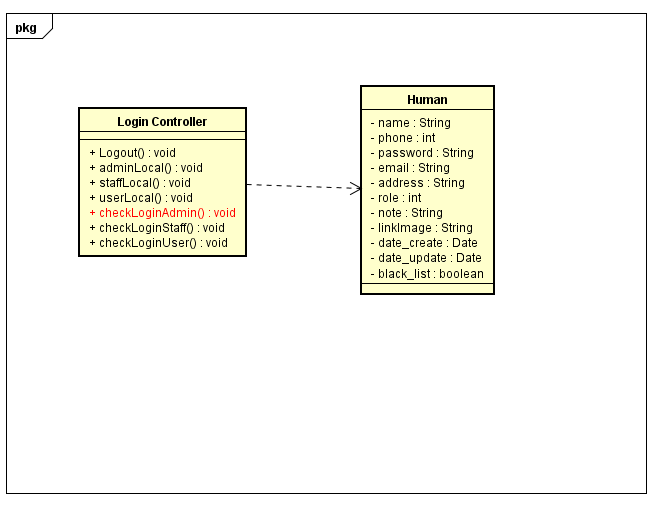 pkg
Login Controller
+ Logout() : void
+ adminLocal() : void
+ staffLocal() : void
+ userLocal() : void
+ checkLoginAdmin() : void
+ checkLoginStaff() : void
+ checkLoginUser() : void
Human
- name : String
- phone : int
- password : String
- email : String
- address : String
- role : int
- note : String
- linkImage : String
- date_create : Date
- date_update : Date
- black_list : boolean